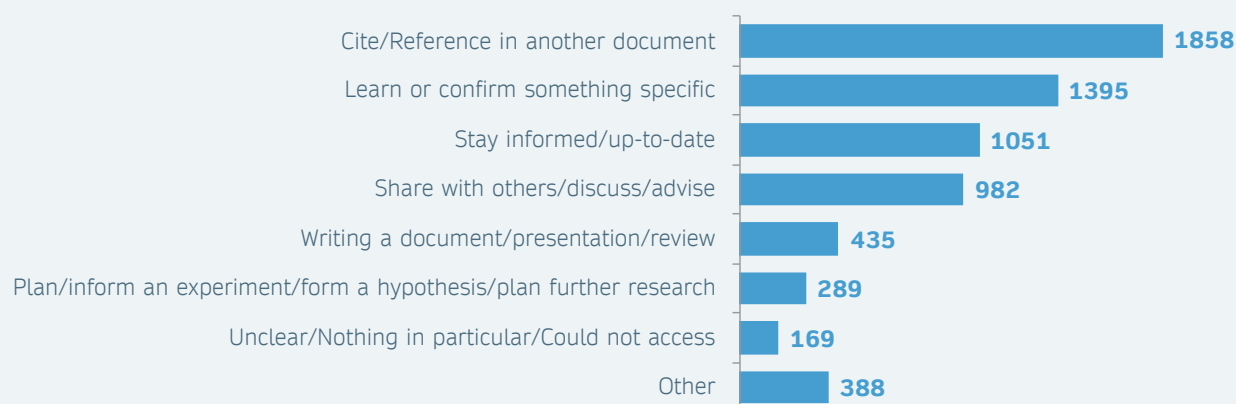 Cite/Reference in another document 1858
Learn or confirm something specific 1395
Stay informed/up-to-date 1051
Share with others/discuss/advise 982
Writing a document/presentation/review 435
Plan/inform an experiment/form a hypothesis/plan further research 289
Unclear/Nothing in particular/Could not access 169
Other 388